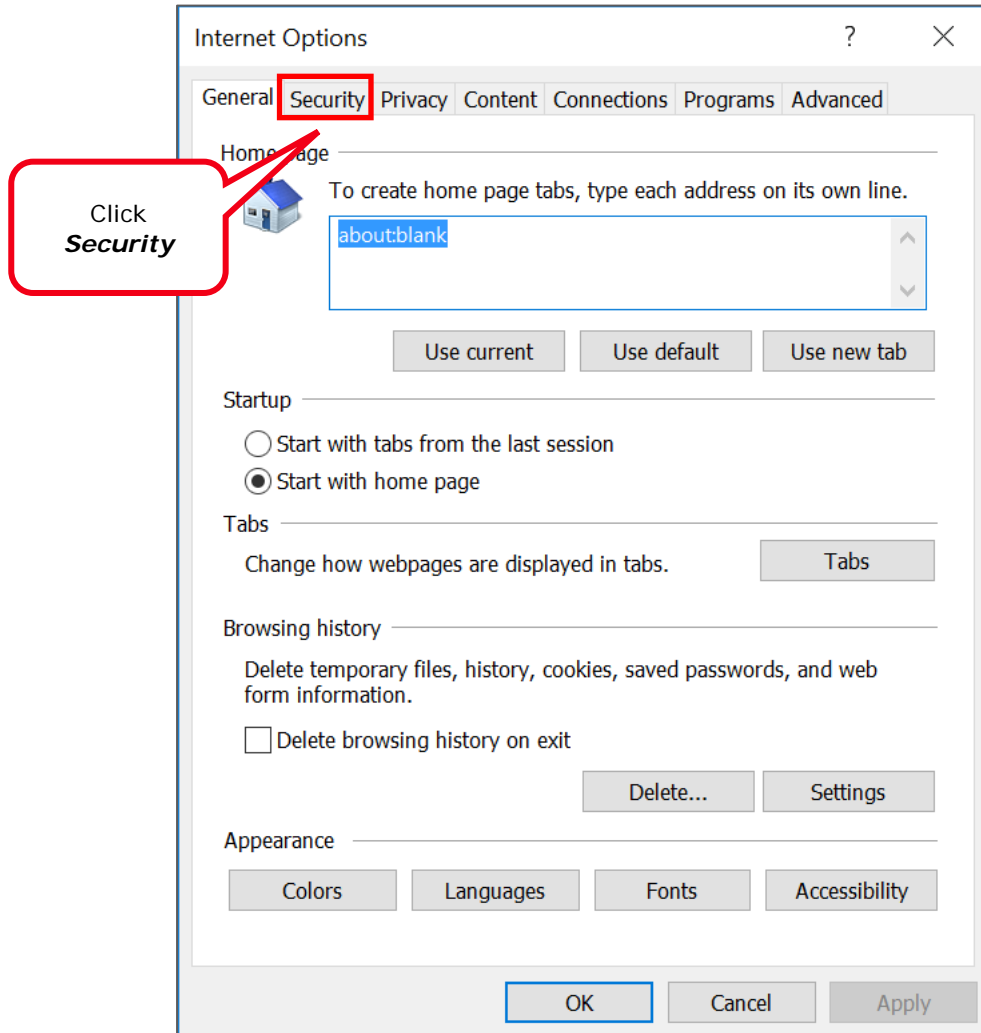 Internet Options
?
General Security Privacy Content Connections Programs Advanced
Home page
To create home page tabs, type each address on its own line.
Click
Security
about:blank
Use current Use default Use new tab
Startup
Start with tabs from the last session
Start with home page
Tabs
Change how webpages are displayed in tabs.
Tabs
Browsing history
Delete temporary files, history, cookies, saved passwords, and web
form information.
Delete browsing history on exit
Delete... Settings
Appearance
Colors Languages Fonts Accessibility
OK Cancel Apply